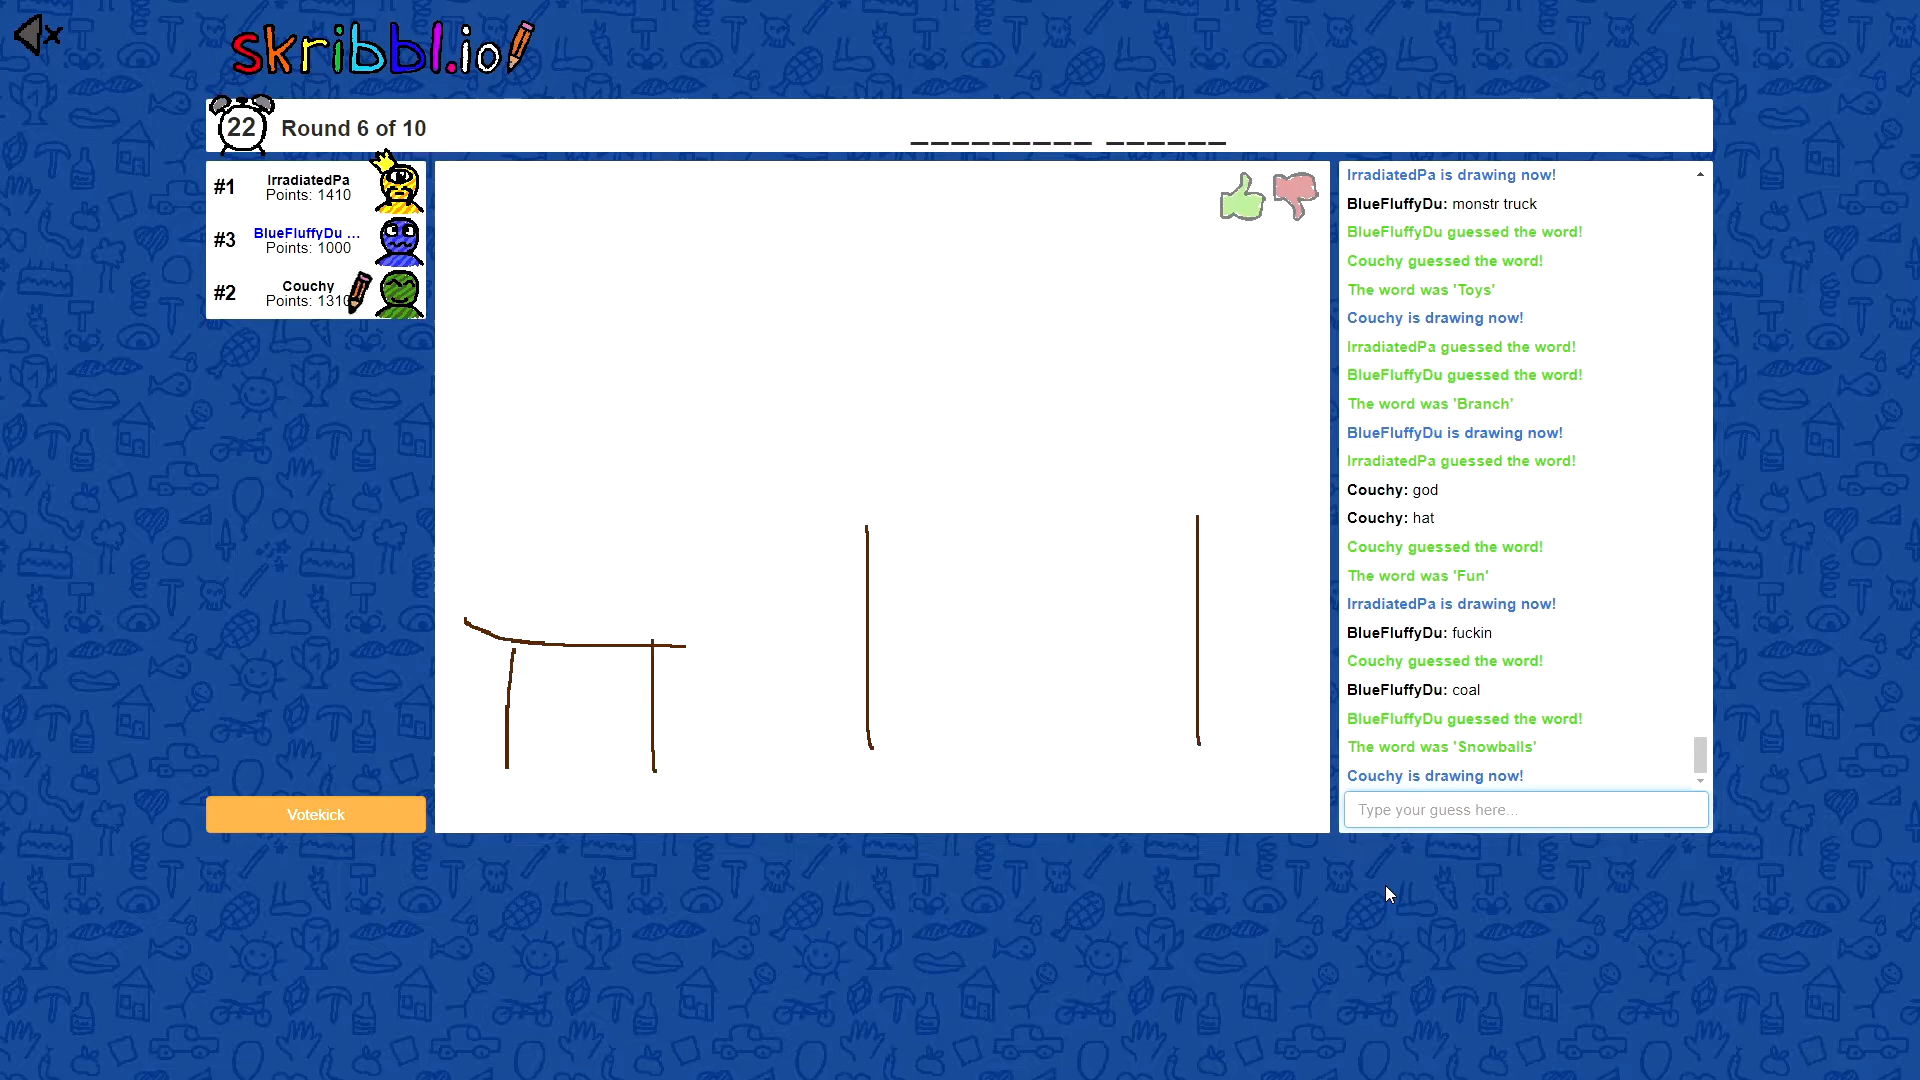 skribbl.io
22
Round 6 of 10
_________ ______
#1
IrradiatedPa
Points: 1410
#3
BlueFluffyDu ...
Points: 1000
#2
Couchy
Points: 1310
Votekick
IrradiatedPa is drawing now!
BlueFluffyDu: monstr truck
BlueFluffyDu guessed the word!
Couchy guessed the word!
The word was 'Toys'
Couchy is drawing now!
IrradiatedPa guessed the word!
BlueFluffyDu guessed the word!
The word was 'Branch'
BlueFluffyDu is drawing now!
IrradiatedPa guessed the word!
Couchy: god
Couchy: hat
Couchy guessed the word!
The word was 'Fun'
IrradiatedPa is drawing now!
BlueFluffyDu: fuckin
Couchy guessed the word!
BlueFluffyDu: coal
BlueFluffyDu guessed the word!
The word was 'Snowballs'
Couchy is drawing now!
Type your guess here...